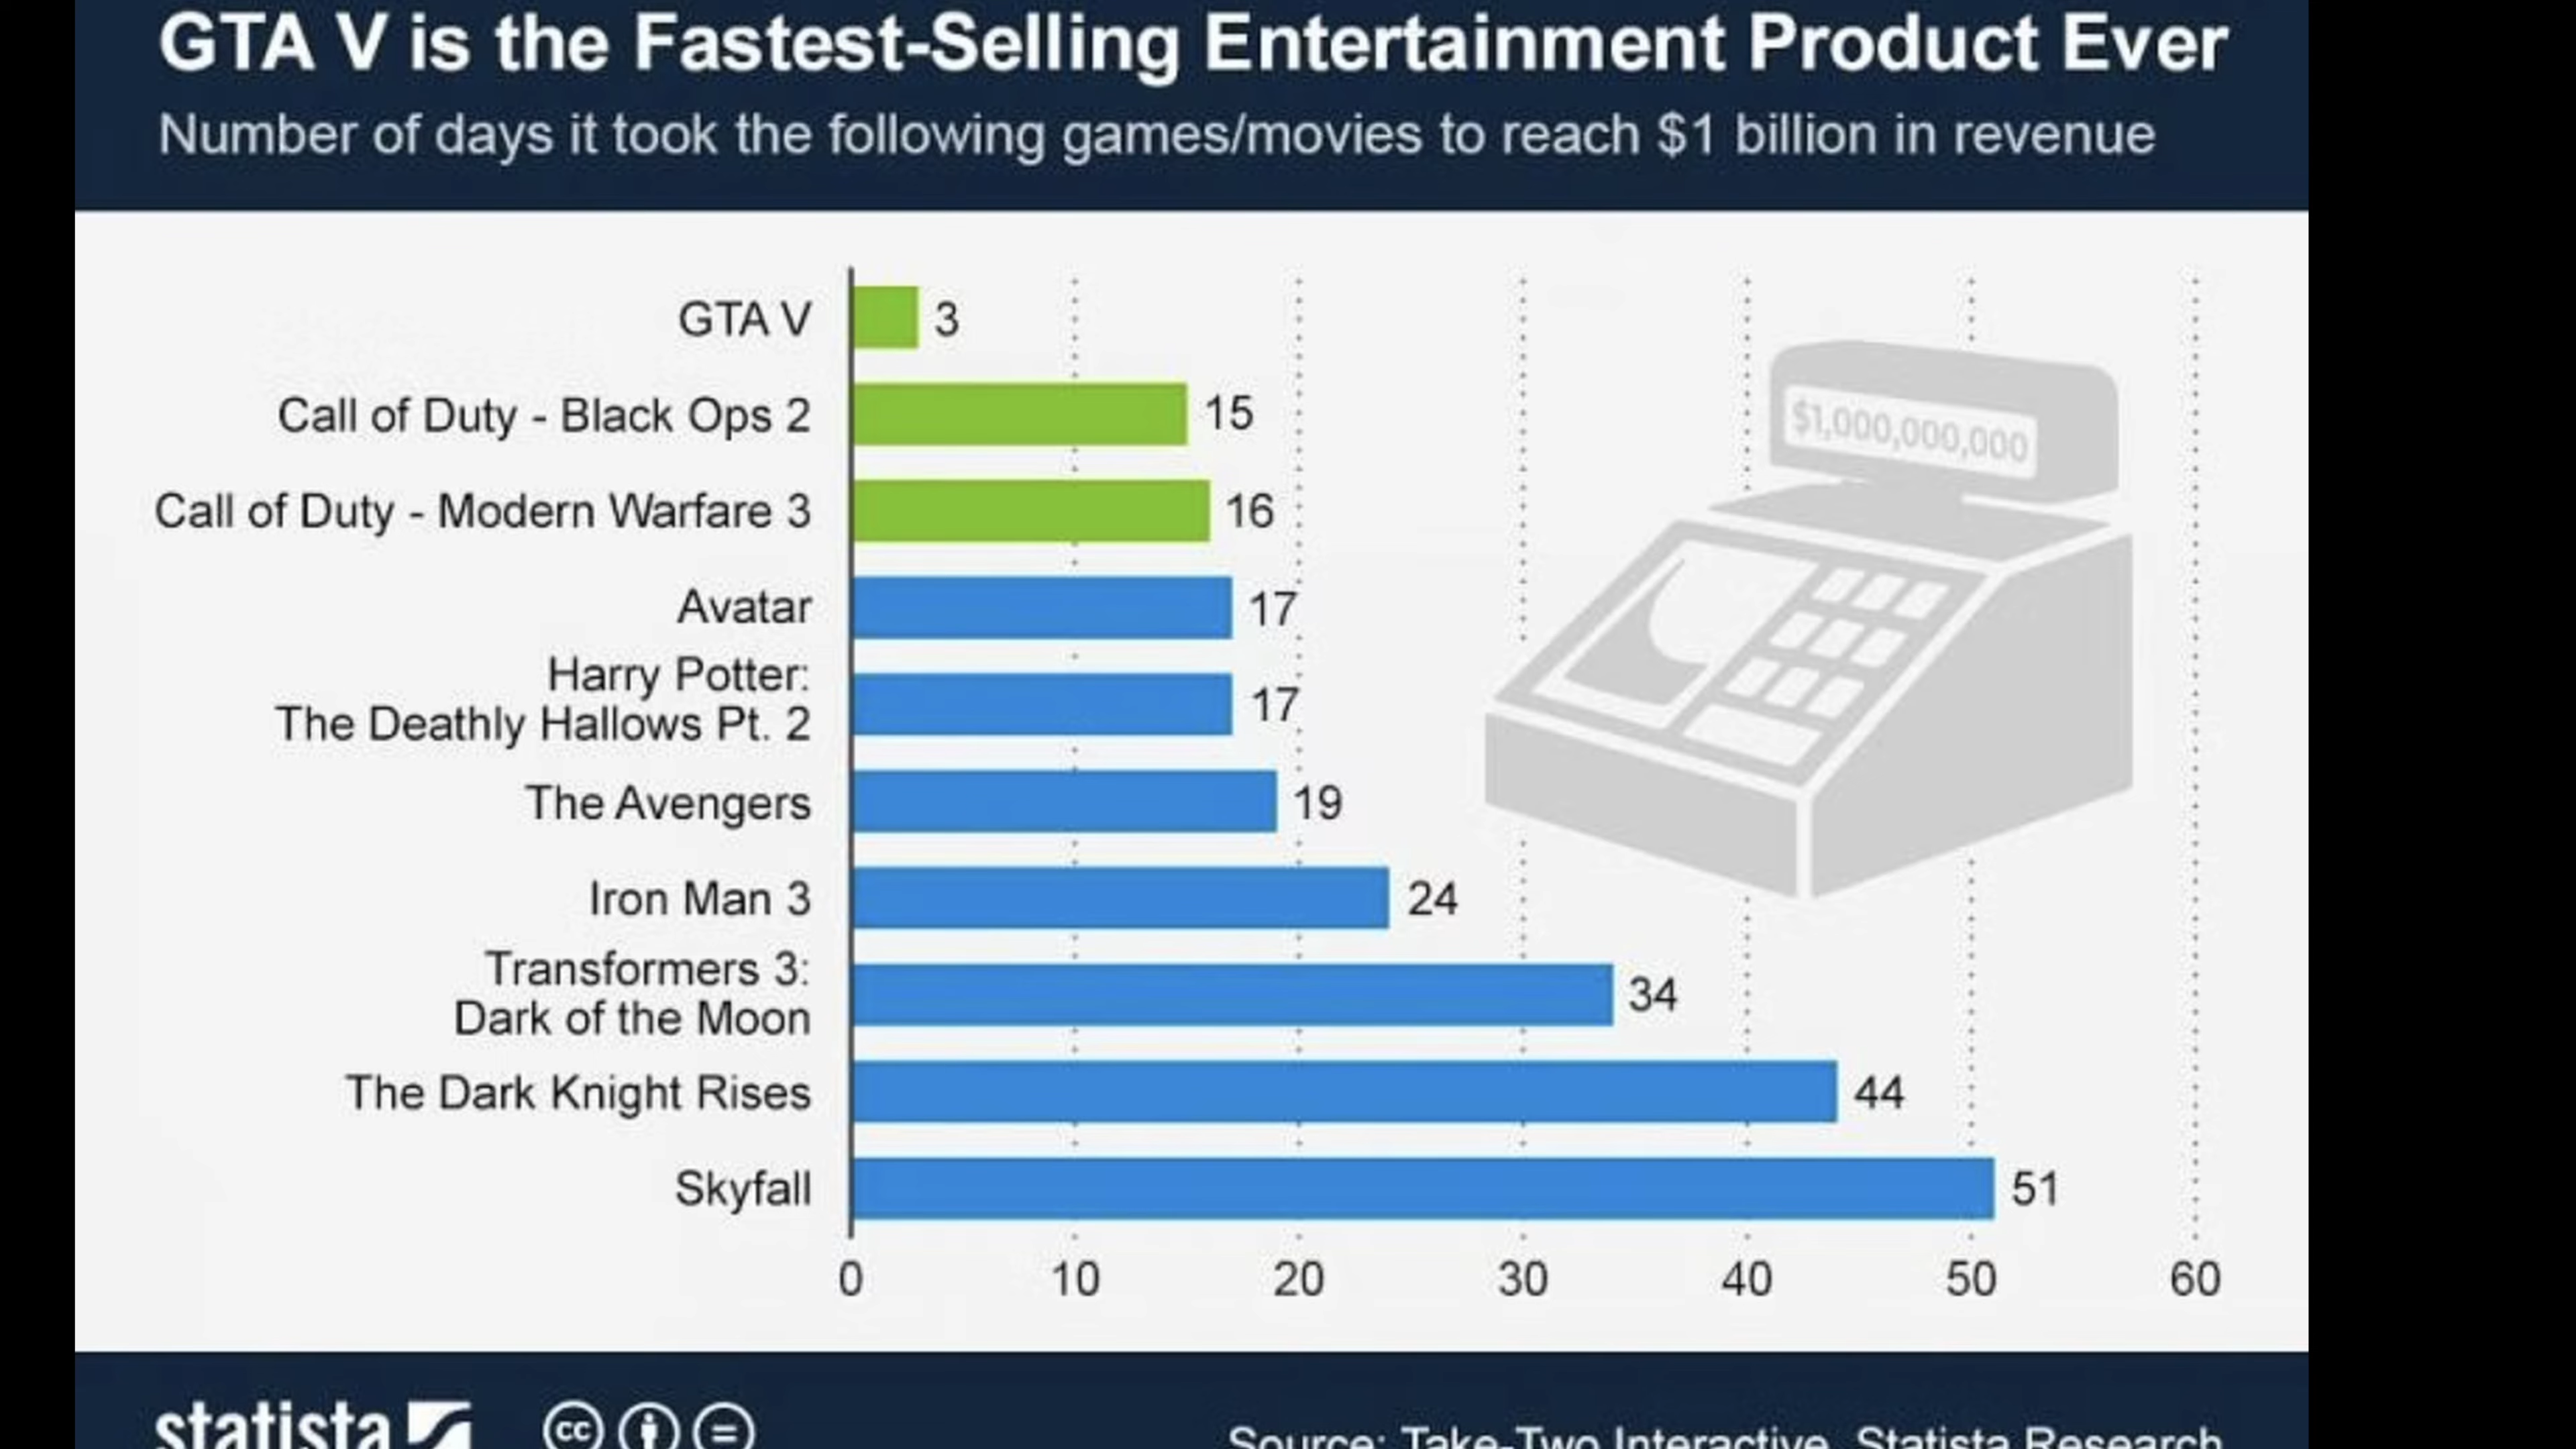 GTA V is the Fastest-Selling Entertainment Product Ever
Number of days it took the following games/movies to reach $1 billion in revenue
GTA V 3
Call of Duty - Black Ops 2 15
Call of Duty - Modern Warfare 3 16
Avatar 17
Harry Potter:
The Deathly Hallows Pt. 2 17
The Avengers 19
Iron Man 3 24
Transformers 3:
Dark of the Moon 34
The Dark Knight Rises 44
Skyfall 51
$1,000,000,000
0 10 20 30 40 50 60
statista cc =
Source: Take-Two Interactive, Statista Research